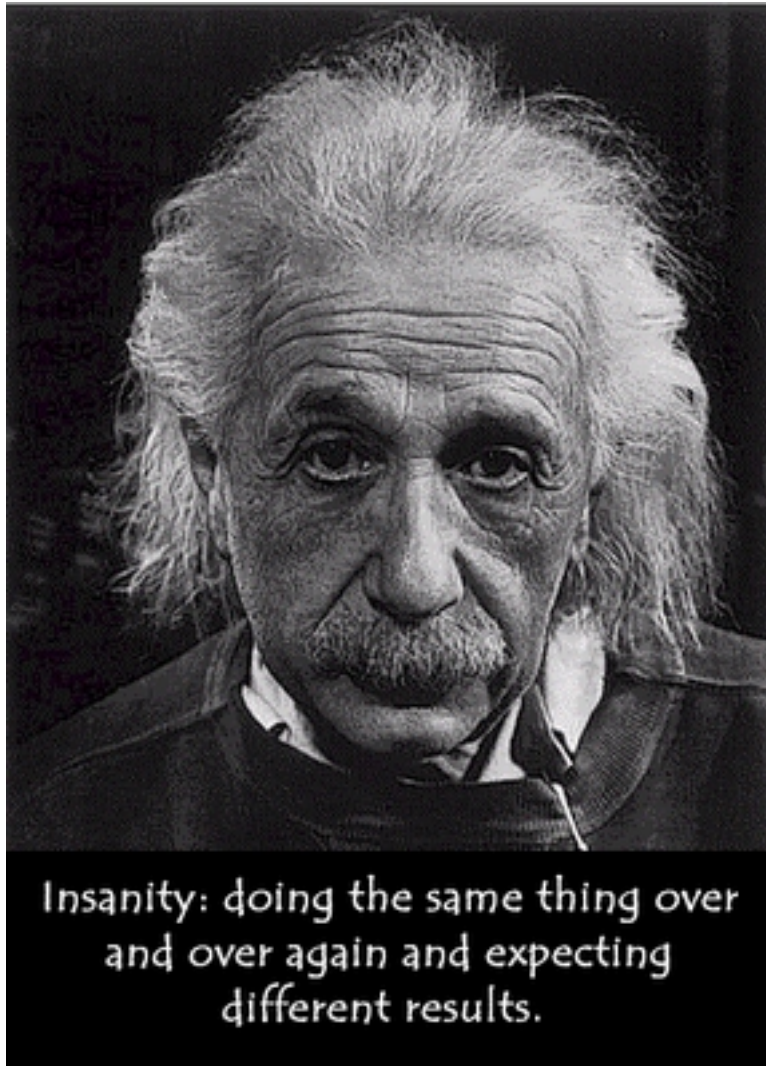 Insanity: doing the same thing over
and over again and expecting
different results.